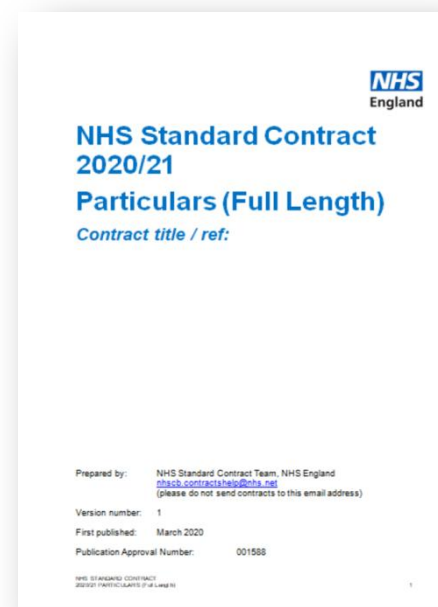 NHS
England
NHS Standard Contract
2020/21
Particulars (Full Length)
Contract title / ref:
Prepared by: NHS Standard Contract Team, NHS England
nhscb.contractshelp@nhs.net
(please do not send contracts to this email address)
Version number: 1
First published: March 2020
Publication Approval Number: 001588
NHS STANDARD CONTRACT
2020/21 PARTICULARS (Full Length) 1